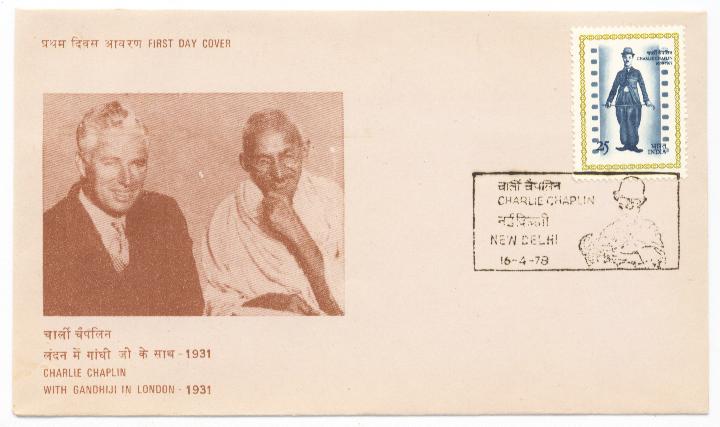 प्रथम दिवस आवरण FIRST DAY COVER
चार्ली चैपलिन
CHARLIE CHAPLIN
25
भारत
INDIA
चार्ली चैपलिन
CHARLIE CHAPLIN
नई दिल्ली
NEW DELHI
16-4-78
चार्ली चैपलिन
लंदन में गांधी जी के साथ - 1931
CHARLIE CHAPLIN
WITH GANDHIJI IN LONDON - 1931